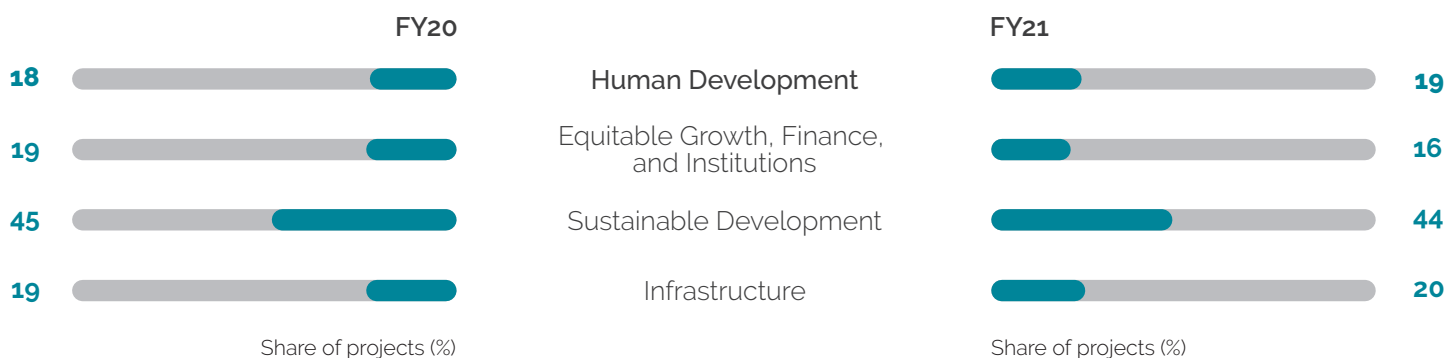 FY20
FY21
18
Human Development
19
19
Equitable Growth, Finance,
and Institutions
16
45
Sustainable Development
44
19
Infrastructure
20
Share of projects (%)
Share of projects (%)